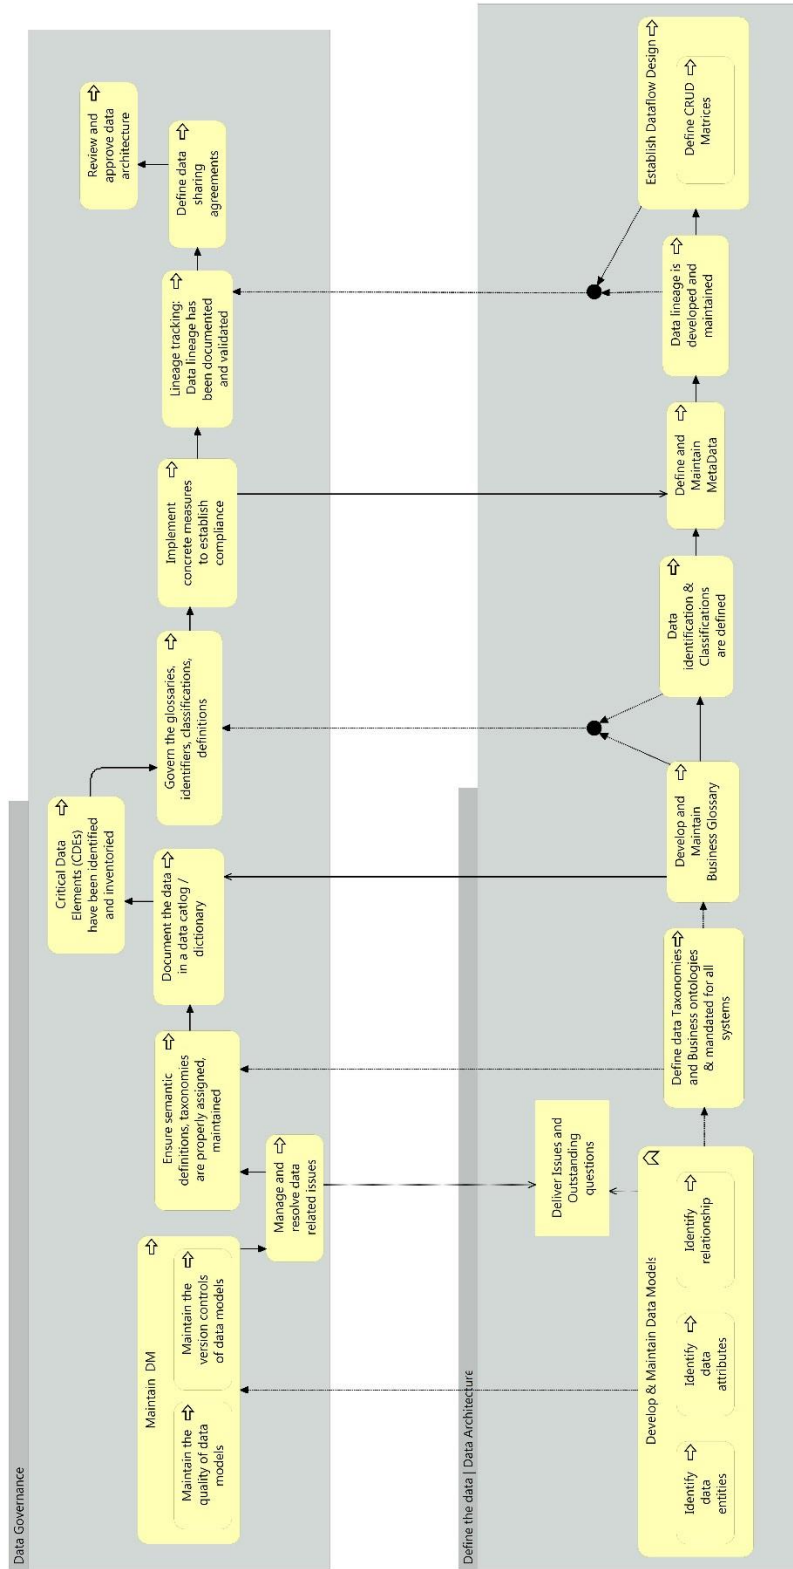 Data Governance
Maintain DM
Maintain the
quality of data
models
Maintain the
version controls
of data models
Manage and
resolve data
related issues
Ensure semantic
definitions, taxonomies
are properly assigned,
maintained
Document the data
in a data catlog /
dictionary
Critical Data
Elements (CDEs)
have been identified
and inventoried
Govern the glossaries,
identifiers, classifications,
definitions
Implement
concrete measures
to establish
compliance
Lineage tracking:
Data lineage has
been documented
and validated
Define data
sharing
agreements
Review and
approve data
architecture
Define the data | Data Architecture
Develop & Maintain Data Models
Identify
data
entities
Identify
data
attributes
Identify
relationship
Deliver Issues and
Outstanding
questions
Define data Taxonomies
and Business ontologies
& mandated for all
systems
Develop and
Maintain
Business Glossary
Data
identification &
Classifications
are defined
Define and
Maintain
MetaData
Data lineage is
developed and
maintained
Establish Dataflow Design
Define CRUD
Matrices